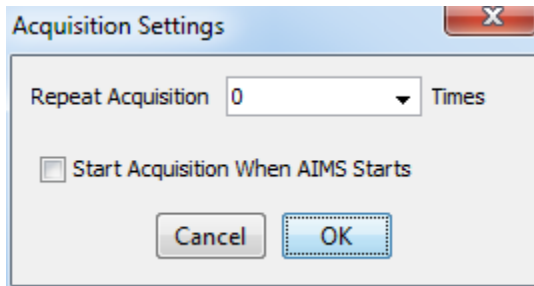 Acquisition Settings
Repeat Acquisition 0 Times
Start Acquisition When AIMS Starts
Cancel OK